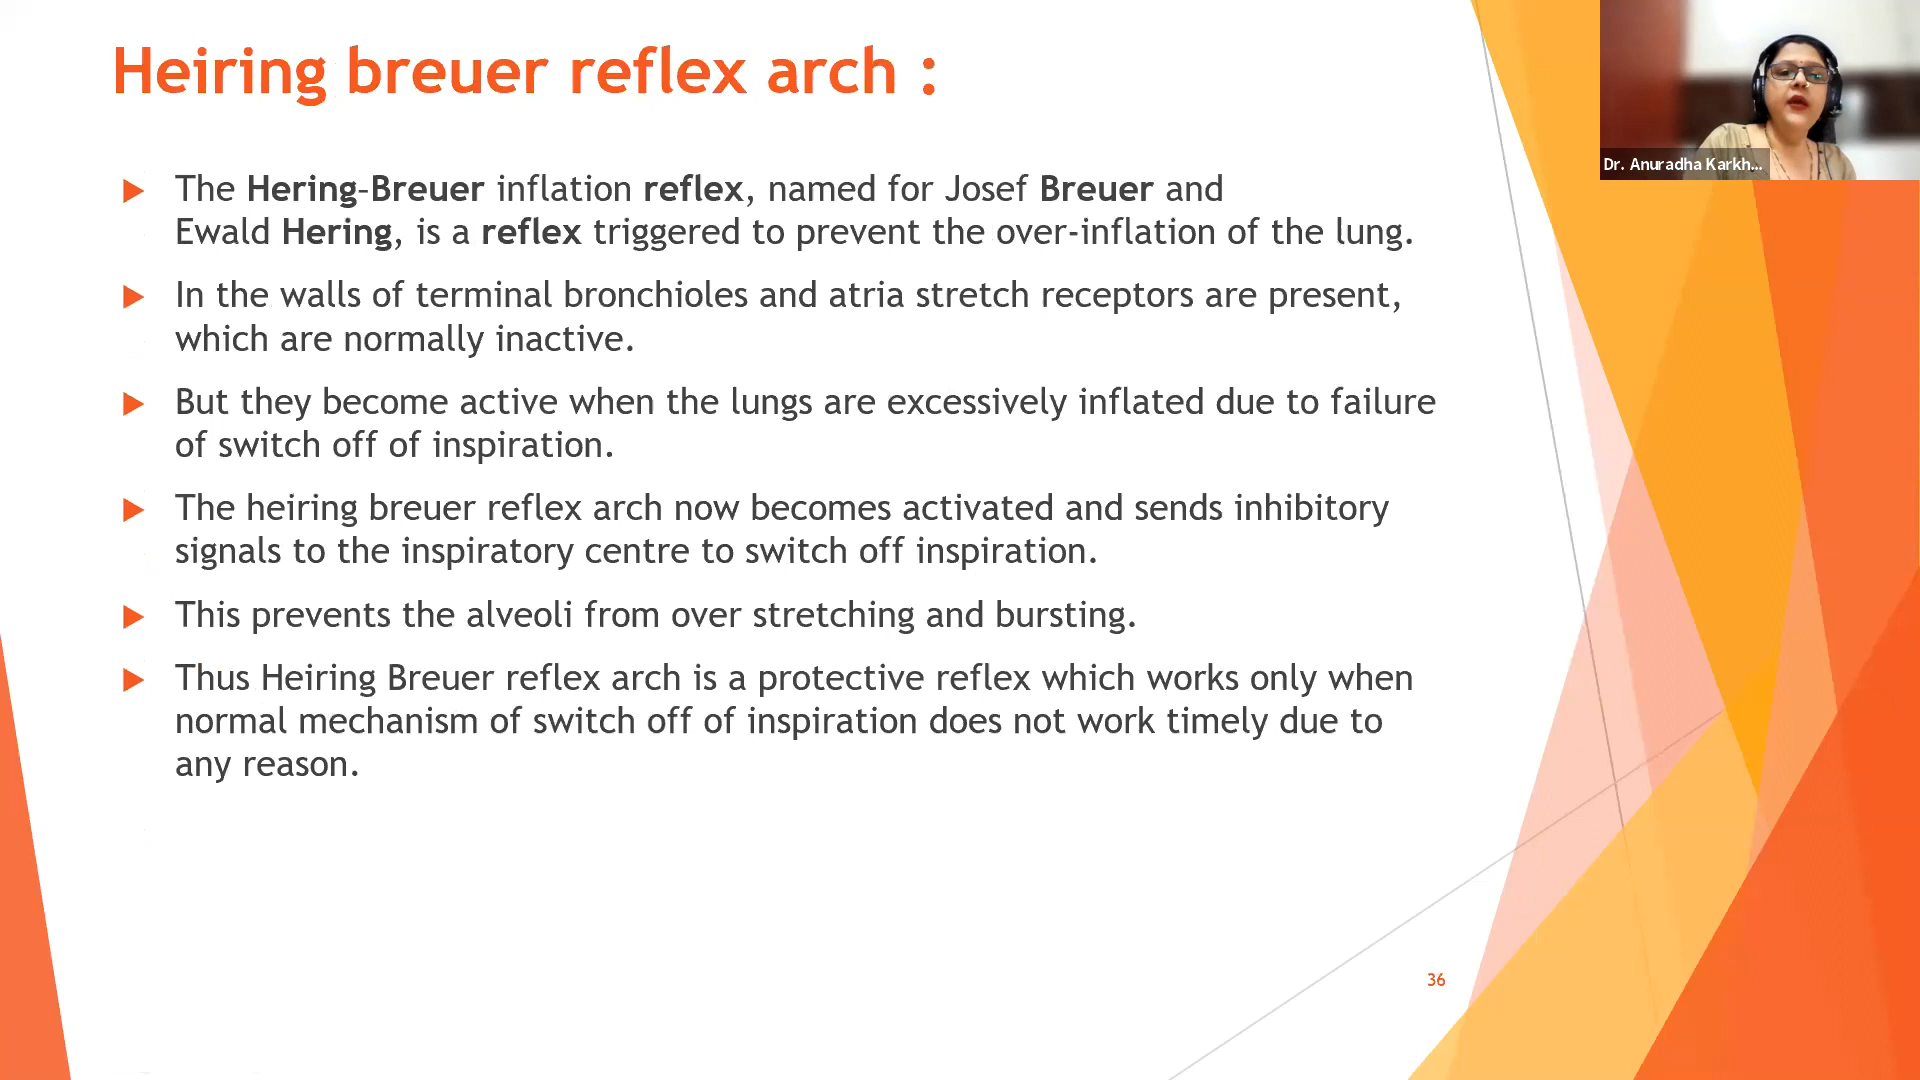 Heiring breuer reflex arch :
The Hering–Breuer inflation reflex, named for Josef Breuer and
Ewald Hering, is a reflex triggered to prevent the over-inflation of the lung.
In the walls of terminal bronchioles and atria stretch receptors are present,
which are normally inactive.
But they become active when the lungs are excessively inflated due to failure
of switch off of inspiration.
The heiring breuer reflex arch now becomes activated and sends inhibitory
signals to the inspiratory centre to switch off inspiration.
This prevents the alveoli from over stretching and bursting.
Thus Heiring Breuer reflex arch is a protective reflex which works only when
normal mechanism of switch off of inspiration does not work timely due to
any reason.
36
Dr. Anuradha Karkh...